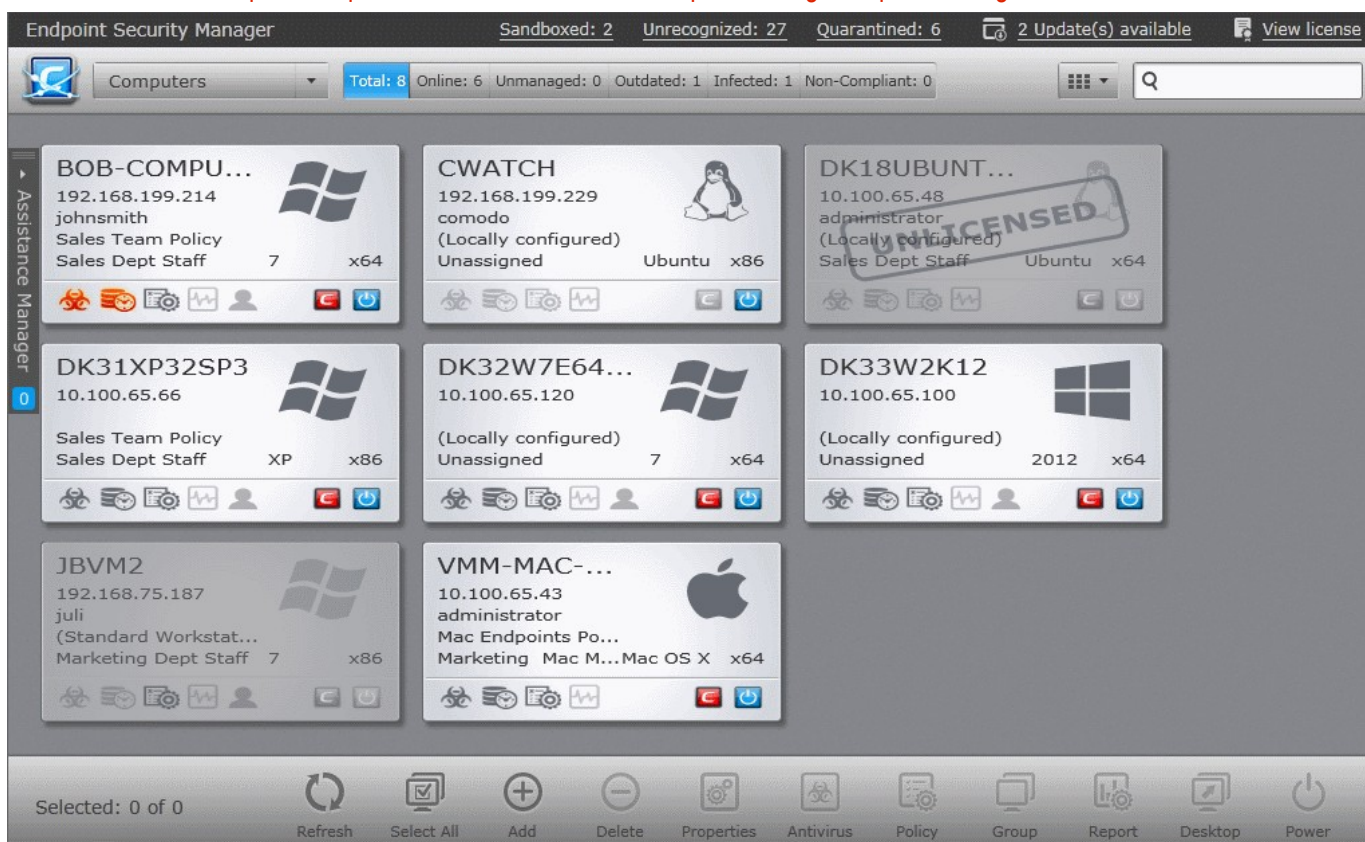 Endpoint Security Manager Sandboxed: 2 Unrecognized: 27 Quarantined: 6 2 Update(s) available View license
Computers Total: 8 Online: 6 Unmanaged: 0 Outdated: 1 Infected: 1 Non-Compliant: 0
Assistance Manager
0
BOB-COMPU...
192.168.199.214
johnsmith
Sales Team Policy
Sales Dept Staff 7 x64
CWATCH
192.168.199.229
comodo
(Locally configured)
Unassigned Ubuntu x86
DK18UBUNT...
10.100.65.48
administrator
(Locally configured)
Sales Dept Staff Ubuntu x64
UNLICENSED
DK31XP32SP3
10.100.65.66
Sales Team Policy
Sales Dept Staff XP x86
DK32W7E64...
10.100.65.120
(Locally configured)
Unassigned 7 x64
DK33W2K12
10.100.65.100
(Locally configured)
Unassigned 2012 x64
JBVM2
192.168.75.187
juli
(Standard Workstat...
Marketing Dept Staff 7 x86
VMM-MAC-...
10.100.65.43
administrator
Mac Endpoints Po...
Marketing Mac M...Mac OS X x64
Selected: 0 of 0
Refresh Select All Add Delete Properties Antivirus Policy Group Report Desktop Power